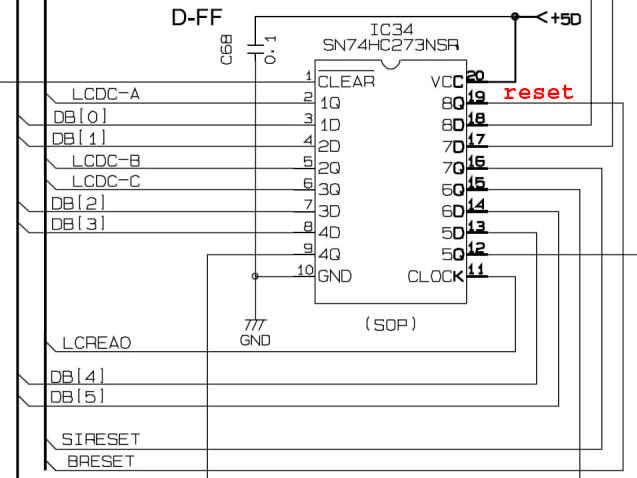 D-FF
+5D
C68
0.1
IC34
SN74HC273NSR
1 CLEAR VCC 20
reset
LCDC-A 2 1Q 8Q 19
DB[0] 3 1D 8D 18
DB[1] 4 2D 7D 17
LCDC-B 5 2Q 7Q 16
LCDC-C 6 3Q 6Q 15
DB[2] 7 3D 6D 14
DB[3] 8 4D 5D 13
9 4Q 5Q 12
10 GND CLOCK 11
(SOP)
GND
LCREAO
DB[4]
DB[5]
SIRESET
BRESET